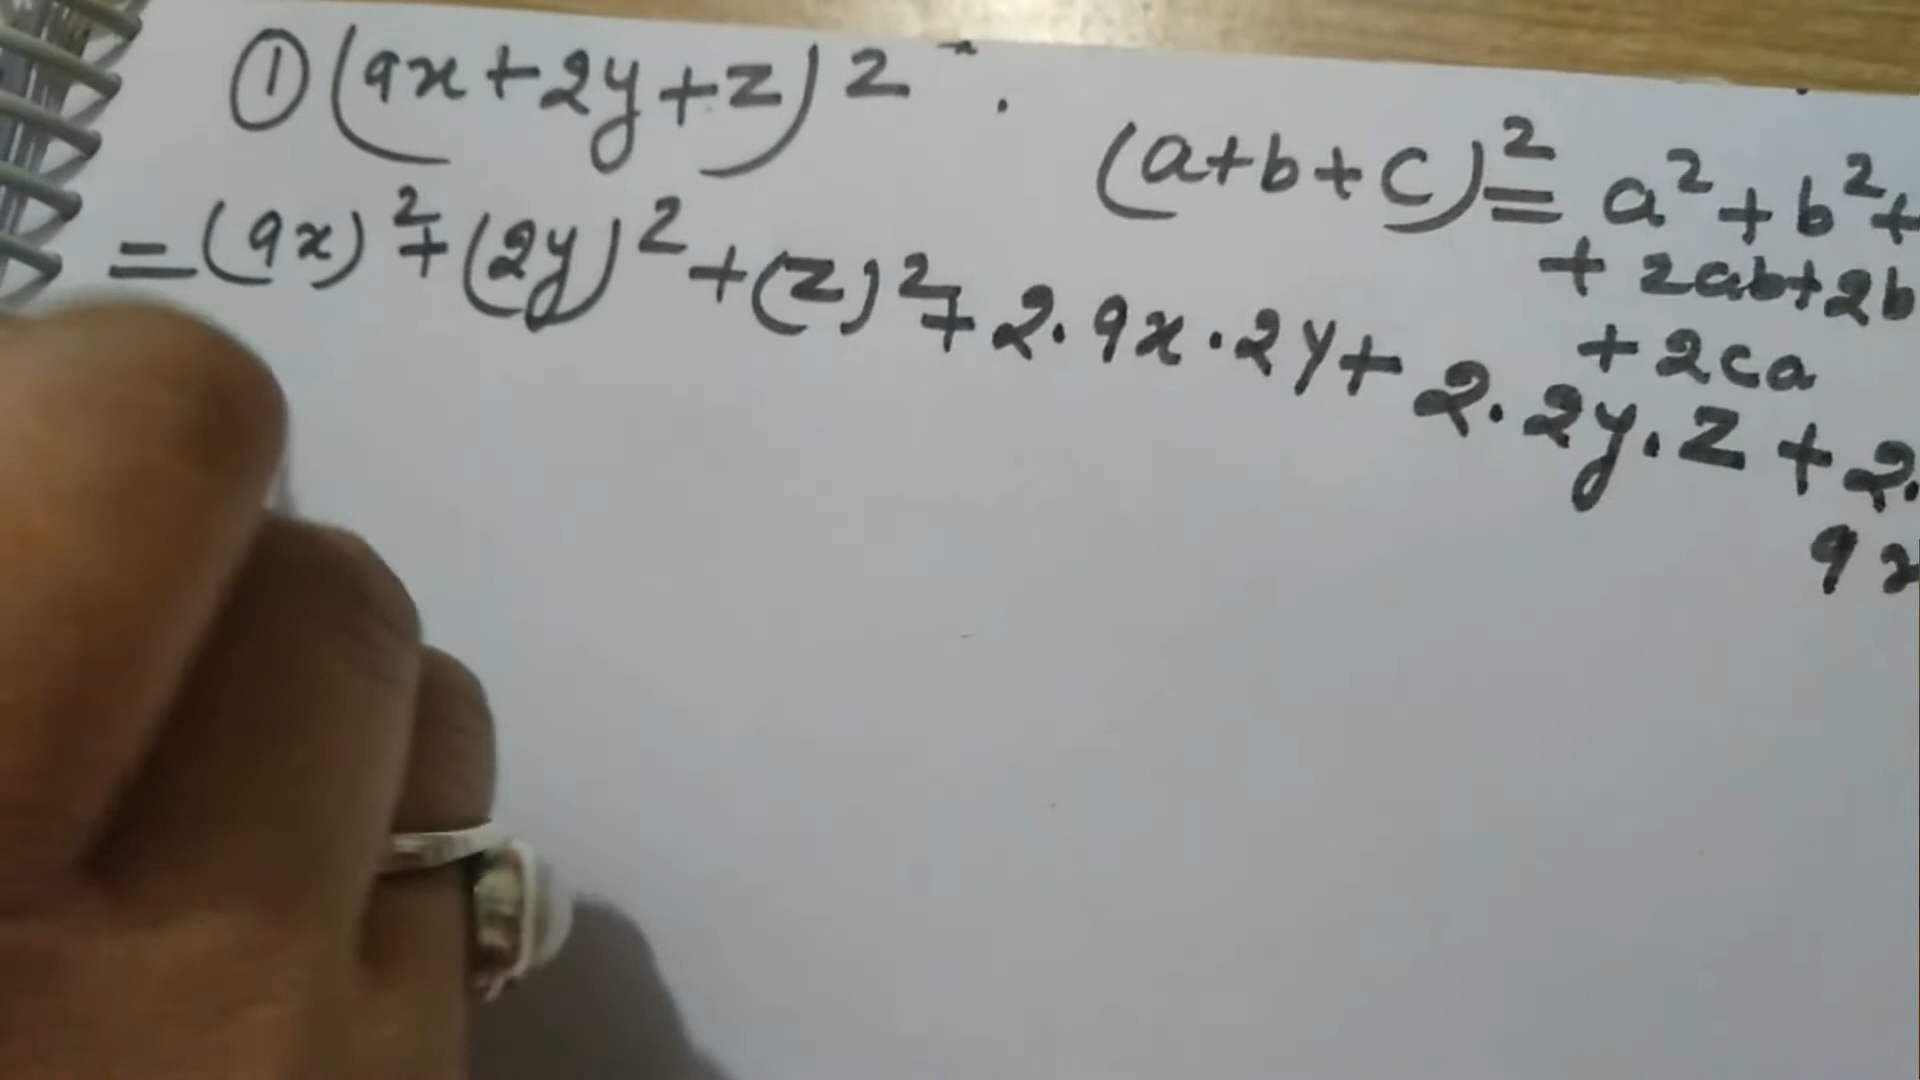 ① (9x+2y+z)2
(a+b+c)²= a²+b²+
+ 2ab+2b
+ 2ca
=(9x)²+(2y)²+(z)²+2·9x·2y+2·2y·z+2·
9x